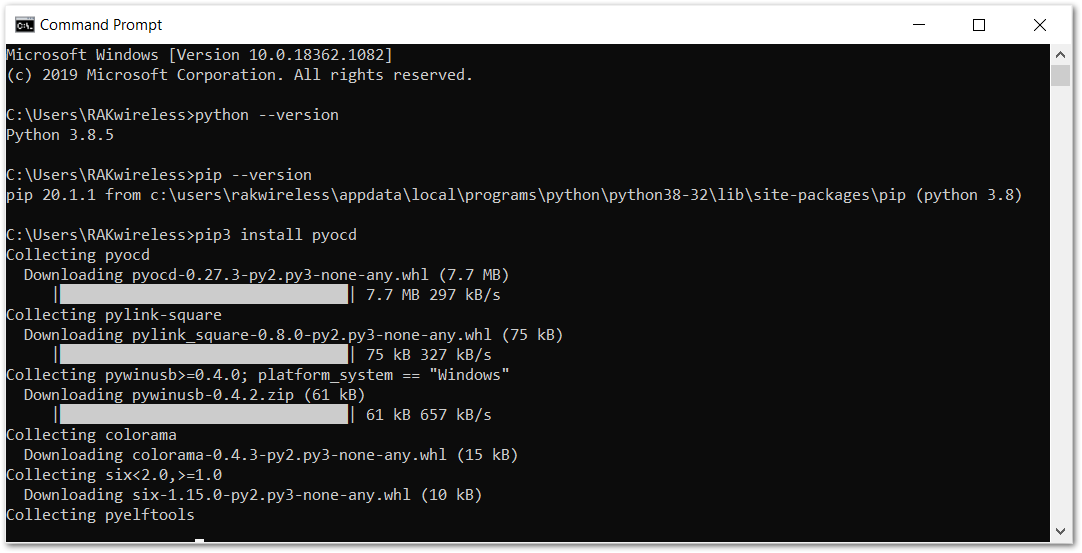 Command Prompt
Microsoft Windows [Version 10.0.18362.1082]
(c) 2019 Microsoft Corporation. All rights reserved.
C:\Users\RAKwireless>python --version
Python 3.8.5
C:\Users\RAKwireless>pip --version
pip 20.1.1 from c:\users\rakwireless\appdata\local\programs\python\python38-32\lib\site-packages\pip (python 3.8)
C:\Users\RAKwireless>pip3 install pyocd
Collecting pyocd
  Downloading pyocd-0.27.3-py2.py3-none-any.whl (7.7 MB)
     |████████████████████████████████| 7.7 MB 297 kB/s
Collecting pylink-square
  Downloading pylink_square-0.8.0-py2.py3-none-any.whl (75 kB)
     |████████████████████████████████| 75 kB 327 kB/s
Collecting pywinusb>=0.4.0; platform_system == "Windows"
  Downloading pywinusb-0.4.2.zip (61 kB)
     |████████████████████████████████| 61 kB 657 kB/s
Collecting colorama
  Downloading colorama-0.4.3-py2.py3-none-any.whl (15 kB)
Collecting six<2.0,>=1.0
  Downloading six-1.15.0-py2.py3-none-any.whl (10 kB)
Collecting pyelftools